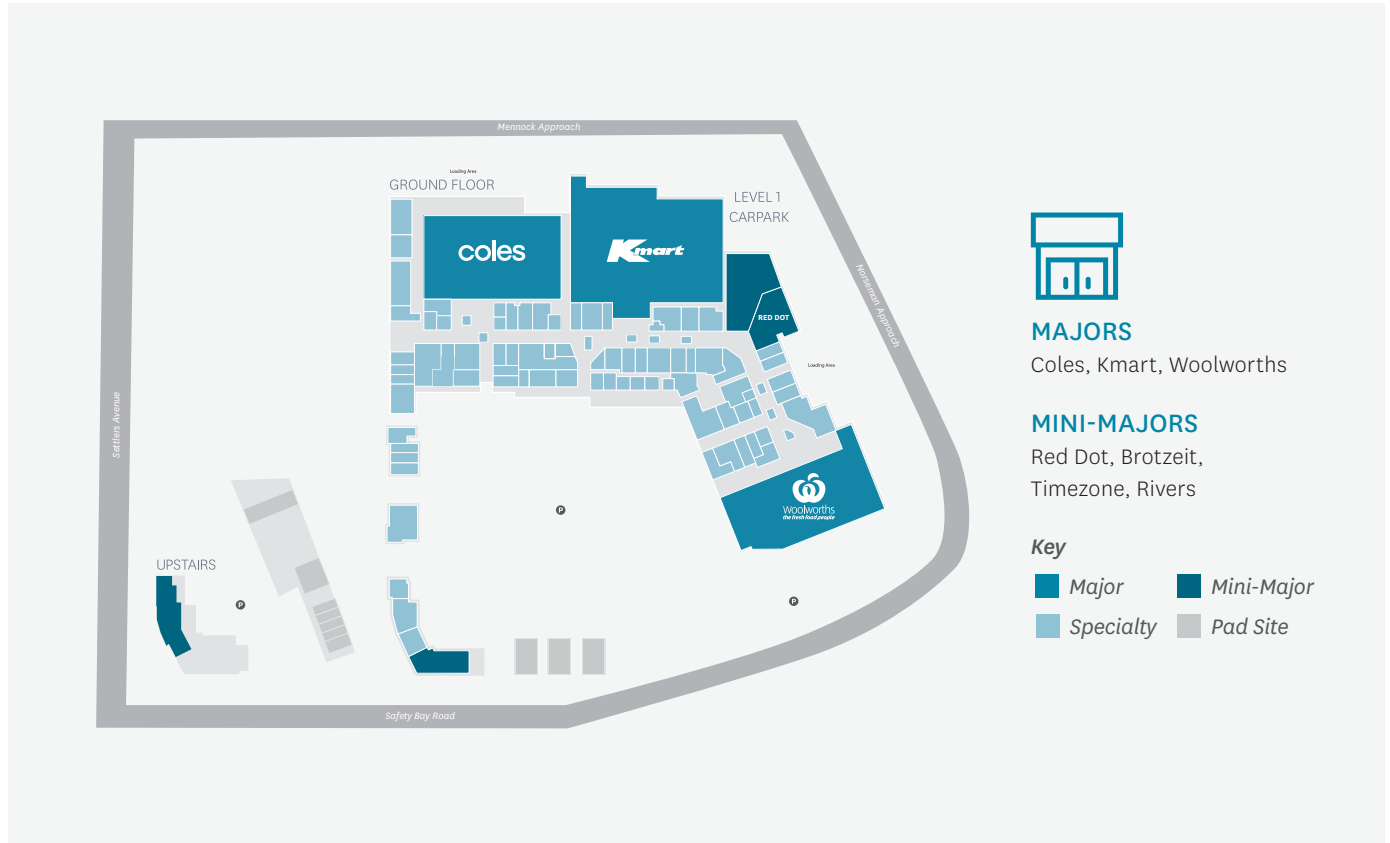 Mennock Approach
Loading Area
GROUND FLOOR
LEVEL 1
CARPARK
coles
Kmart
RED DOT
Norseman Approach
Loading Area
Settlers Avenue
Woolworths
the fresh food people
P
UPSTAIRS
P
P
Safety Bay Road
MAJORS
Coles, Kmart, Woolworths
MINI-MAJORS
Red Dot, Brotzeit,
Timezone, Rivers
Key
Major
Mini-Major
Specialty
Pad Site